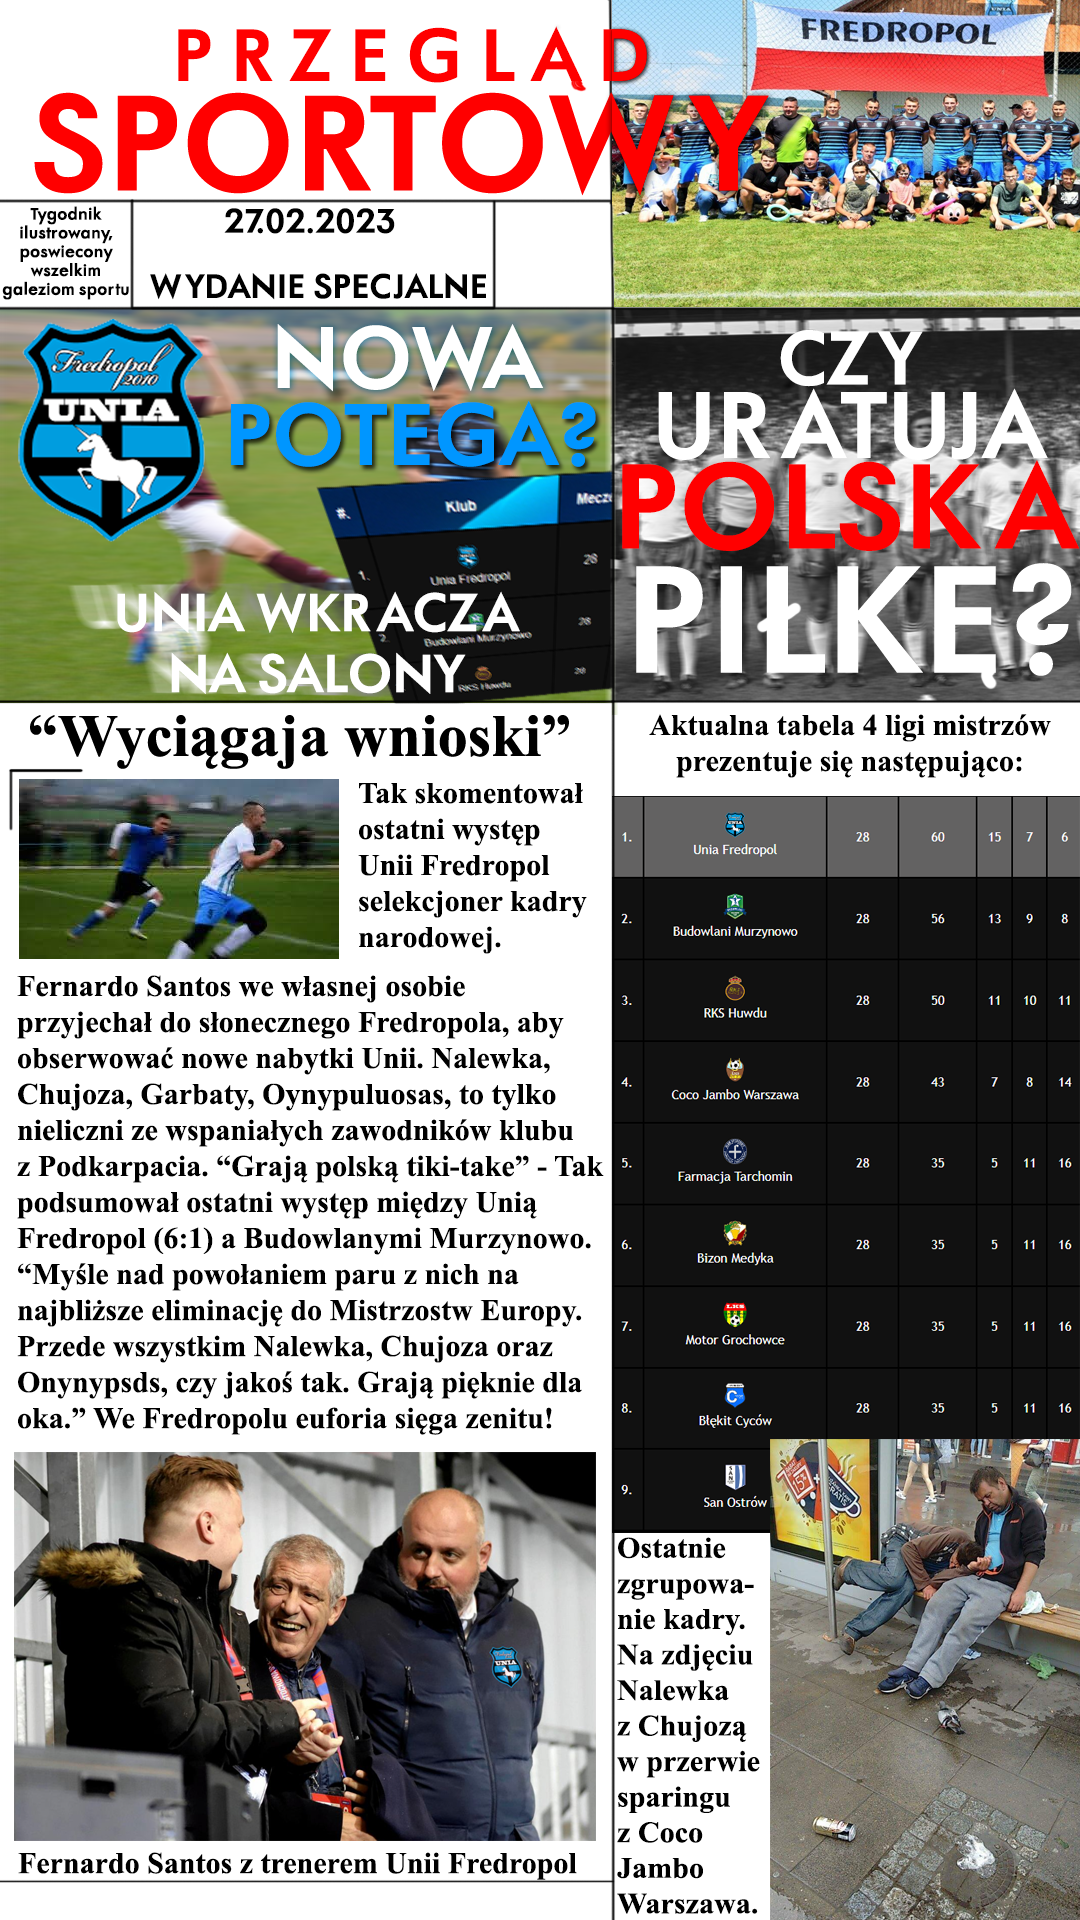 PRZEGLĄD
SPORTOWY
FREDROPOL
Tygodnik
ilustrowany,
poswiecony
wszelkim
galeziom sportu
27.02.2023
WYDANIE SPECJALNE
Fredropol
2010
UNIA
NOWA
POTEGA?
#. Klub Mecze
1. Unia Fredropol 28
2. Budowlani Murzynowo 28
RKS Huwdu 28
UNIA WKRACZA
NA SALONY
CZY
URATUJA
POLSKA
PIŁKĘ?
“Wyciągaja wnioski”
Tak skomentował
ostatni występ
Unii Fredropol
selekcjoner kadry
narodowej.
Fernardo Santos we własnej osobie
przyjechał do słonecznego Fredropola, aby
obserwować nowe nabytki Unii. Nalewka,
Chujoza, Garbaty, Oynypuluosas, to tylko
nieliczni ze wspaniałych zawodników klubu
z Podkarpacia. “Grają polską tiki-take” - Tak
podsumował ostatni występ między Unią
Fredropol (6:1) a Budowlanymi Murzynowo.
“Myśle nad powołaniem paru z nich na
najbliższe eliminację do Mistrzostw Europy.
Przede wszystkim Nalewka, Chujoza oraz
Onynypsds, czy jakoś tak. Grają pięknie dla
oka.” We Fredropolu euforia sięga zenitu!
UNIA
Fernardo Santos z trenerem Unii Fredropol
Aktualna tabela 4 ligi mistrzów
prezentuje się następująco:
1. Unia Fredropol 28 60 15 7 6
2. Budowlani Murzynowo 28 56 13 9 8
3. RKS Huwdu 28 50 11 10 11
4. Coco Jambo Warszawa 28 43 7 8 14
5. Farmacja Tarchomin 28 35 5 11 16
6. Bizon Medyka 28 35 5 11 16
7. Motor Grochowce 28 35 5 11 16
8. Błękit Cyców 28 35 5 11 16
9. San Ostrów
Ostatnie
zgrupowa-
nie kadry.
Na zdjęciu
Nalewka
z Chujozą
w przerwie
sparingu
z Coco
Jambo
Warszawa.